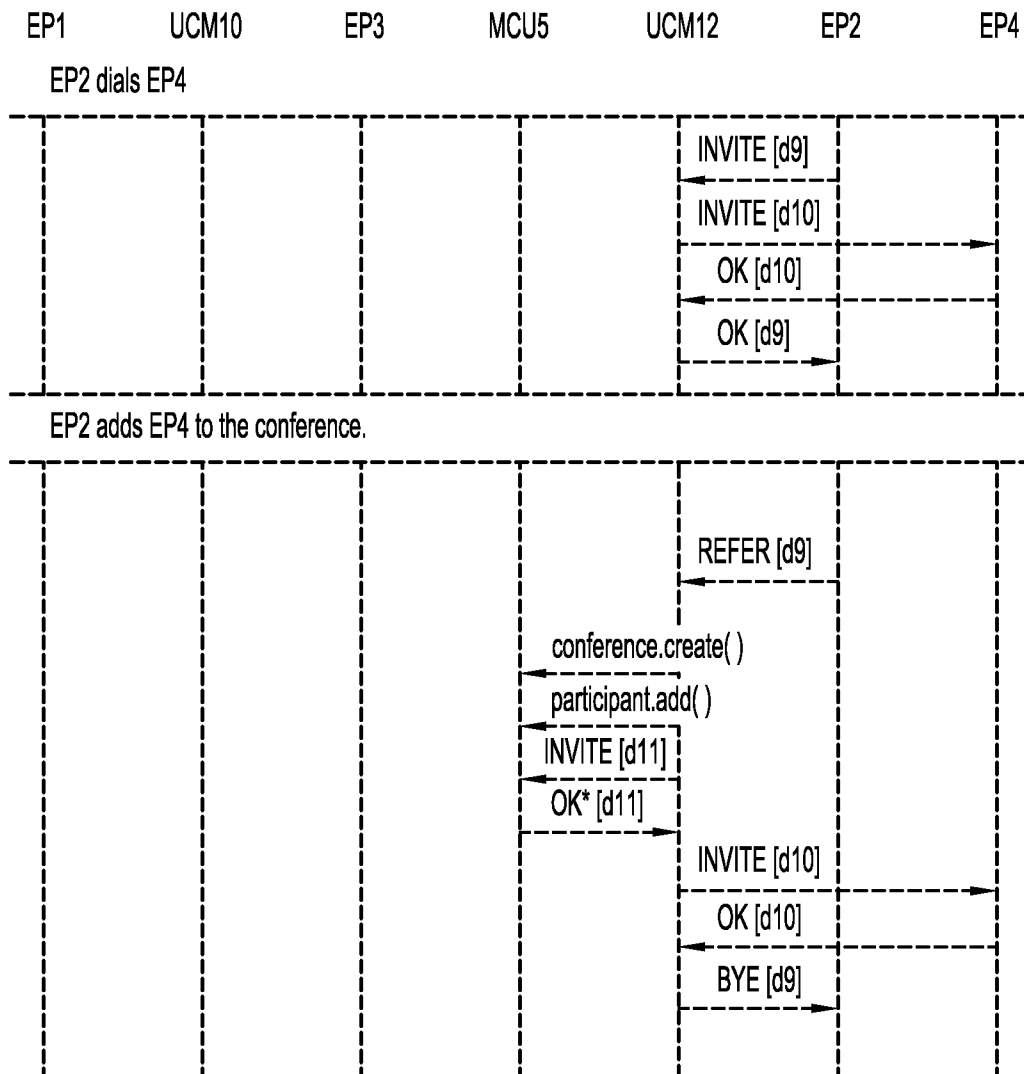 EP1 UCM10 EP3 MCU5 UCM12 EP2 EP4
EP2 dials EP4
INVITE [d9]
INVITE [d10]
OK [d10]
OK [d9]
EP2 adds EP4 to the conference.
REFER [d9]
conference.create( )
participant.add( )
INVITE [d11]
OK* [d11]
INVITE [d10]
OK [d10]
BYE [d9]